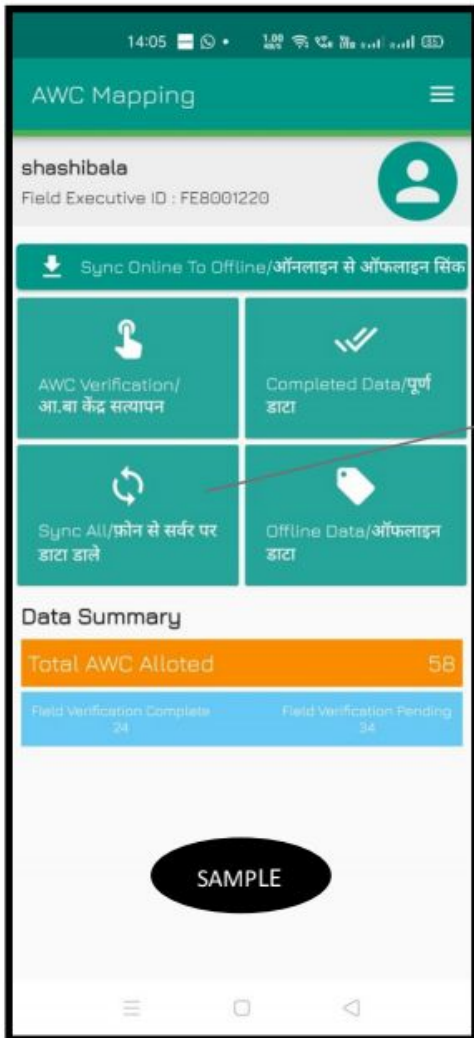 14:05
AWC Mapping
shashibala
Field Executive ID : FE8001220
Sync Online To Offline/ऑनलाइन से ऑफलाइन सिंक
AWC Verification/
आ.बा केंद्र सत्यापन
Completed Data/पूर्ण
डाटा
Sync All/फ़ोन से सर्वर पर
डाटा डाले
Offline Data/ऑफलाइन
डाटा
Data Summary
Total AWC Alloted 58
Field Verification Complete
24
Field Verification Pending
34
SAMPLE